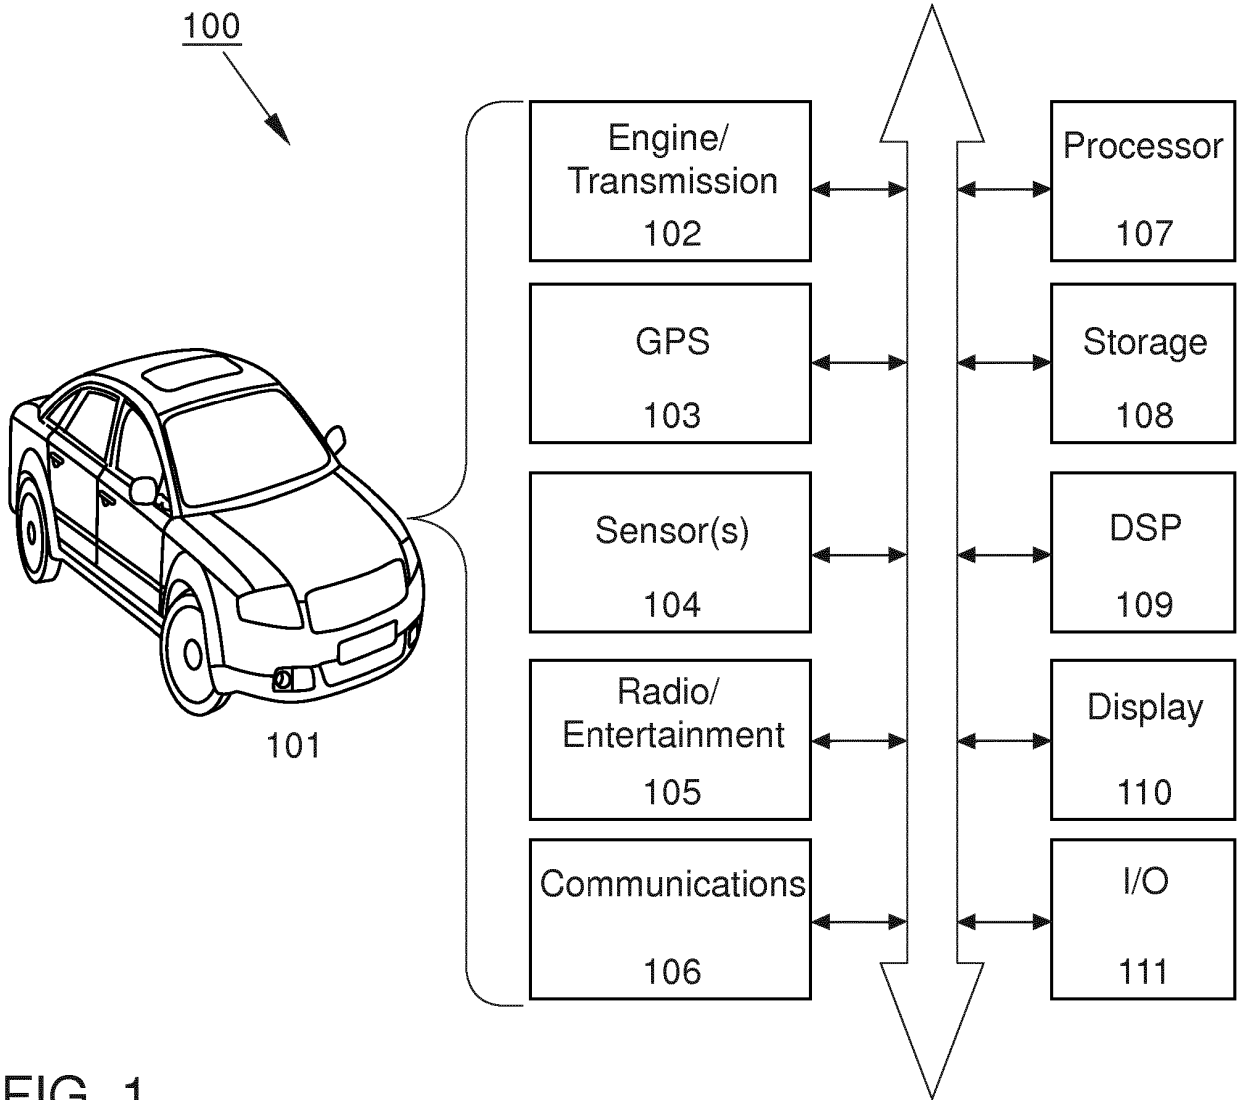 100
Engine/
Transmission
102
Processor
107
GPS
103
Storage
108
Sensor(s)
104
DSP
109
Radio/
Entertainment
105
Display
110
101
Communications
106
I/O
111
FIG. 1